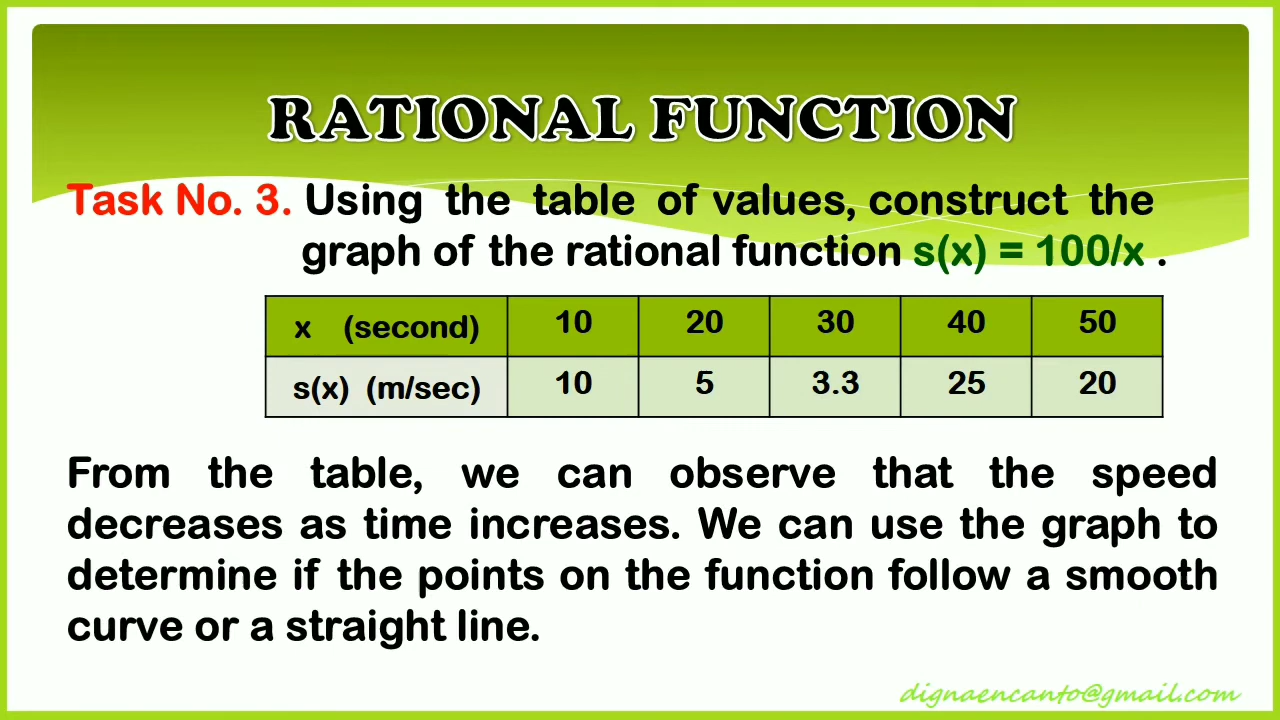 RATIONAL FUNCTION
Task No. 3. Using the table of values, construct the
graph of the rational function s(x) = 100/x .
x (second) 10 20 30 40 50
s(x) (m/sec) 10 5 3.3 25 20
From the table, we can observe that the speed
decreases as time increases. We can use the graph to
determine if the points on the function follow a smooth
curve or a straight line.
dignaencanto@gmail.com